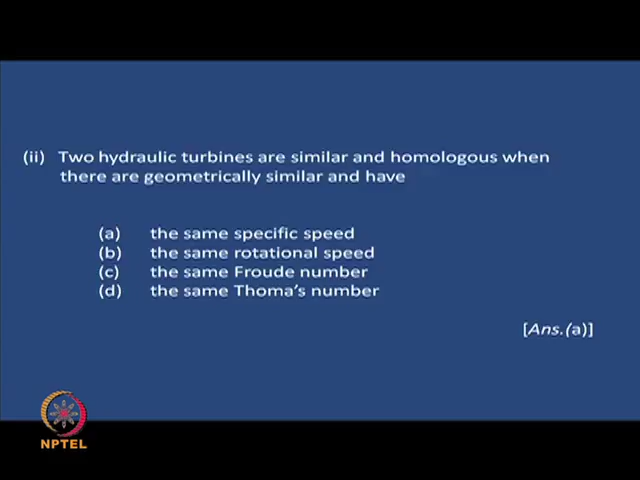 (ii) Two hydraulic turbines are similar and homologous when
there are geometrically similar and have
(a) the same specific speed
(b) the same rotational speed
(c) the same Froude number
(d) the same Thoma's number
[Ans.(a)]
NPTEL